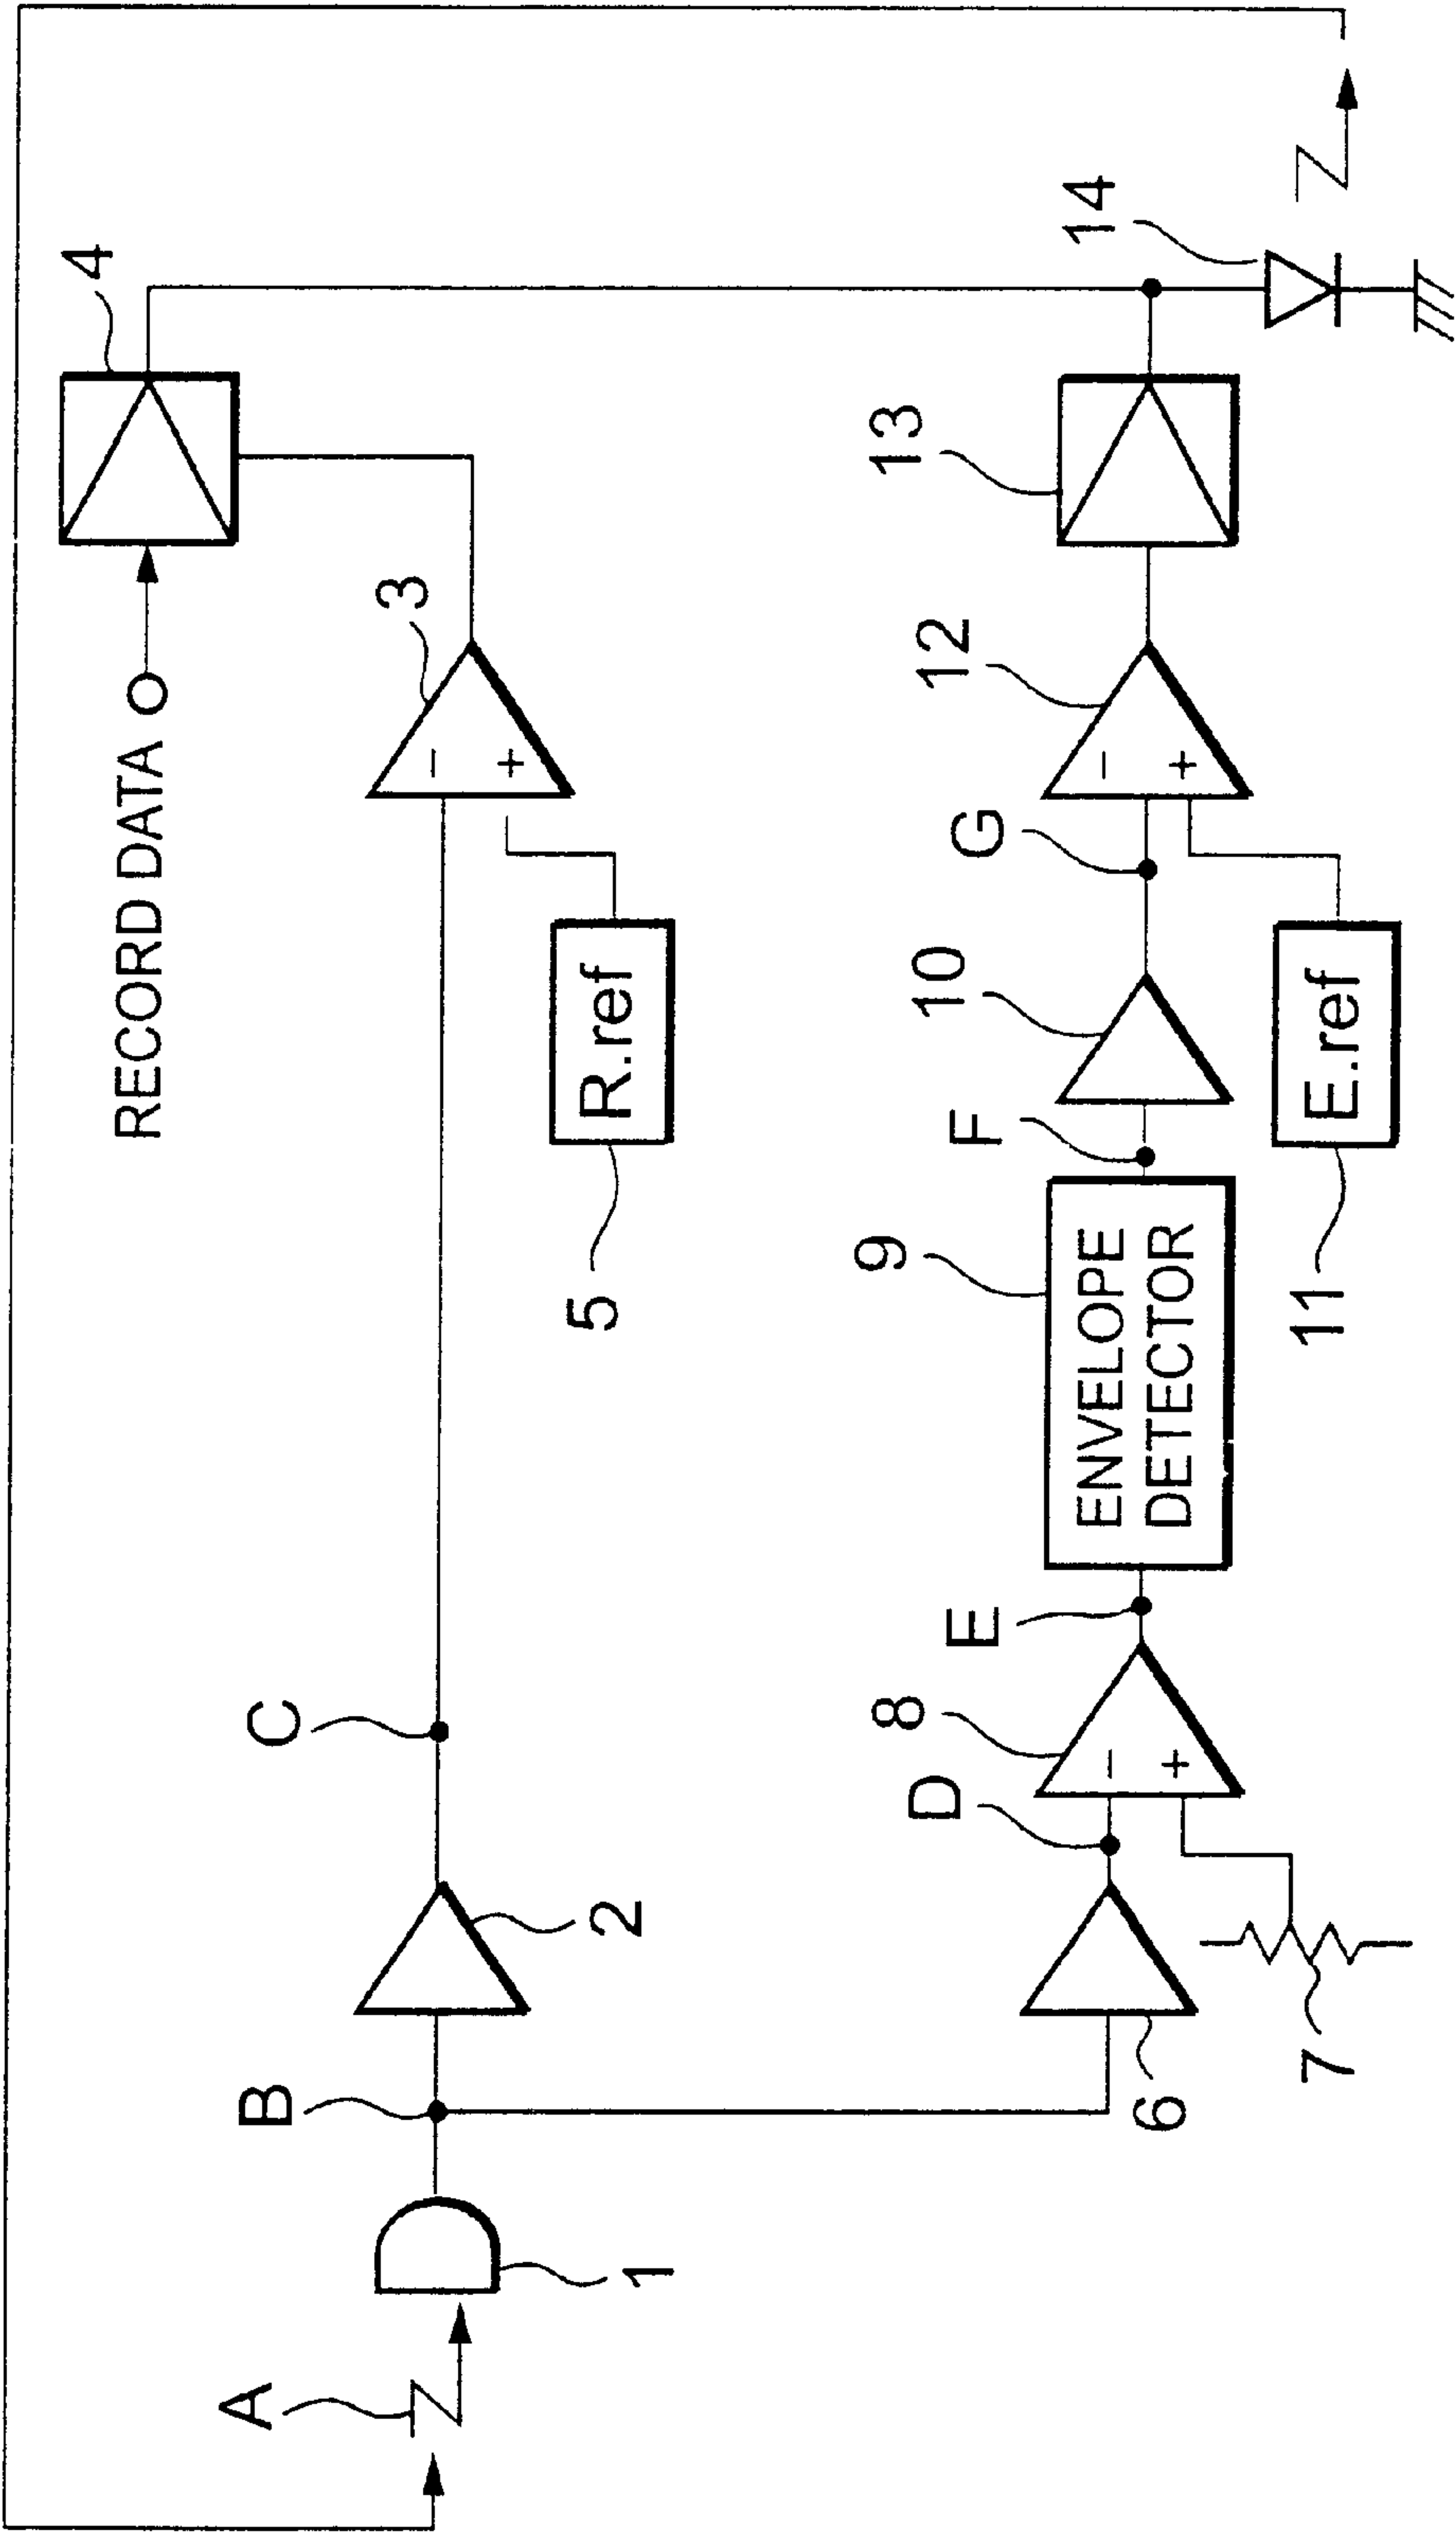 RECORD DATA
4
3
14
R.ref
5
C
2
B
A
1
13
12
G
10
F
E.ref
11
9
ENVELOPE
DETECTOR
E
8
D
-
+
-
+
-
+
7
6